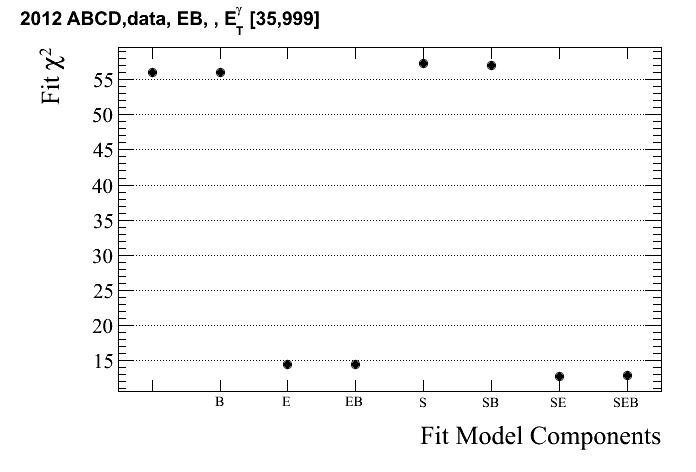 2012 ABCD,data, EB, , E_T^γ [35,999]
Fit χ²
55
50
45
40
35
30
25
20
15
B E EB S SB SE SEB
Fit Model Components